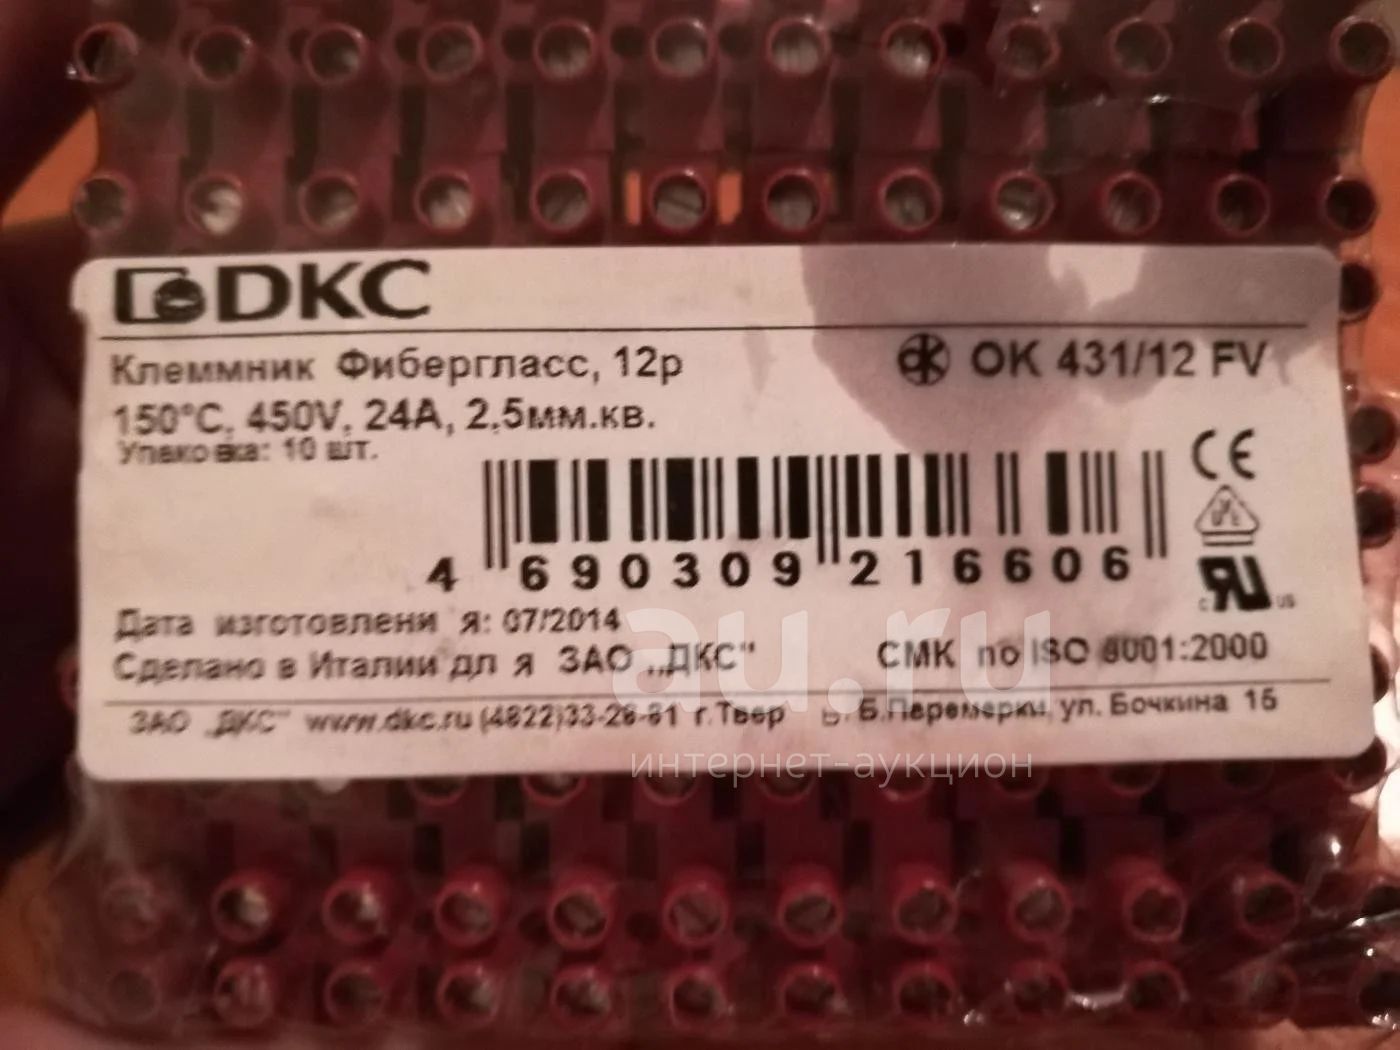 DKC
Клеммник Фибергласс, 12р
OK 431/12 FV
150°C, 450V, 24A, 2,5мм.кв.
Упаковка: 10 шт.
CE
4 690309 216606
Дата изготовлени я: 07/2014
Сделано в Италии дл я ЗАО „ДКС"
СМК по ISO 9001:2000
ЗАО „ДКС" www.dkc.ru (4822)33-28-81 г.Твер Б.Перемерки, ул. Бочкина 15
au.ru
интернет-аукцион